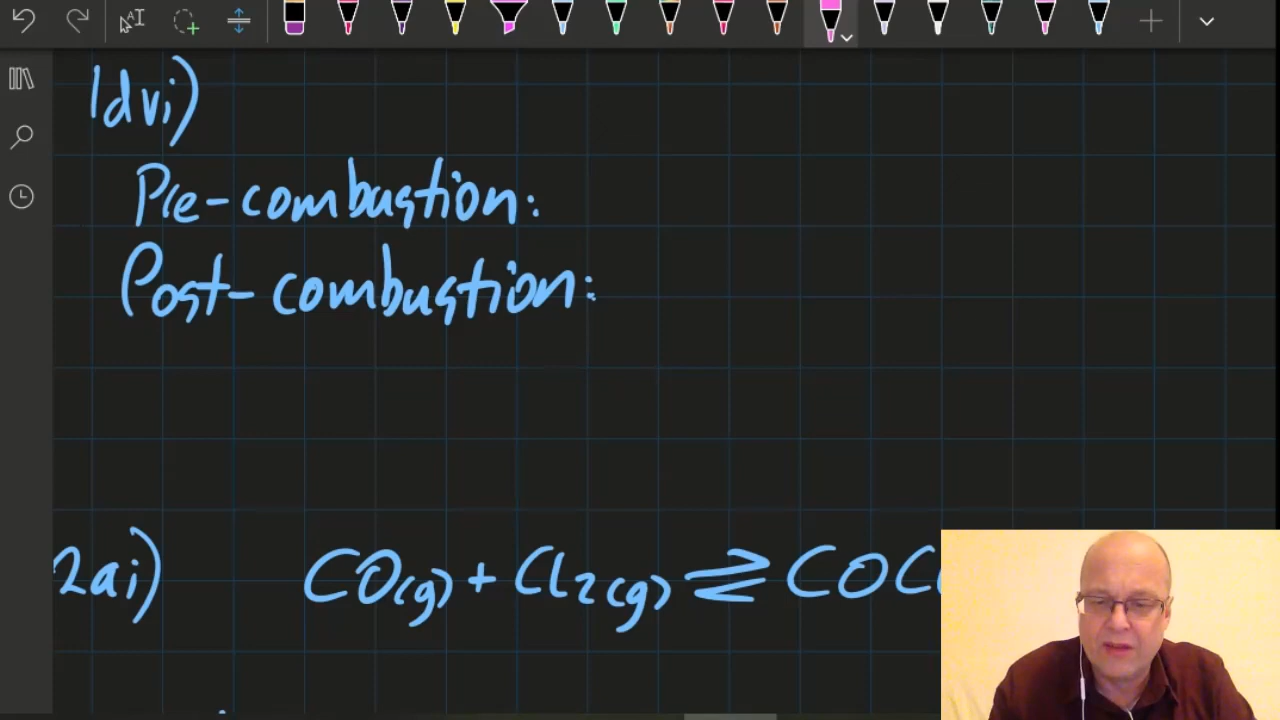 1dvi)
Pre-combustion:
Post-combustion:
2ai) CO(g) + Cl2(g) ⇌ COC